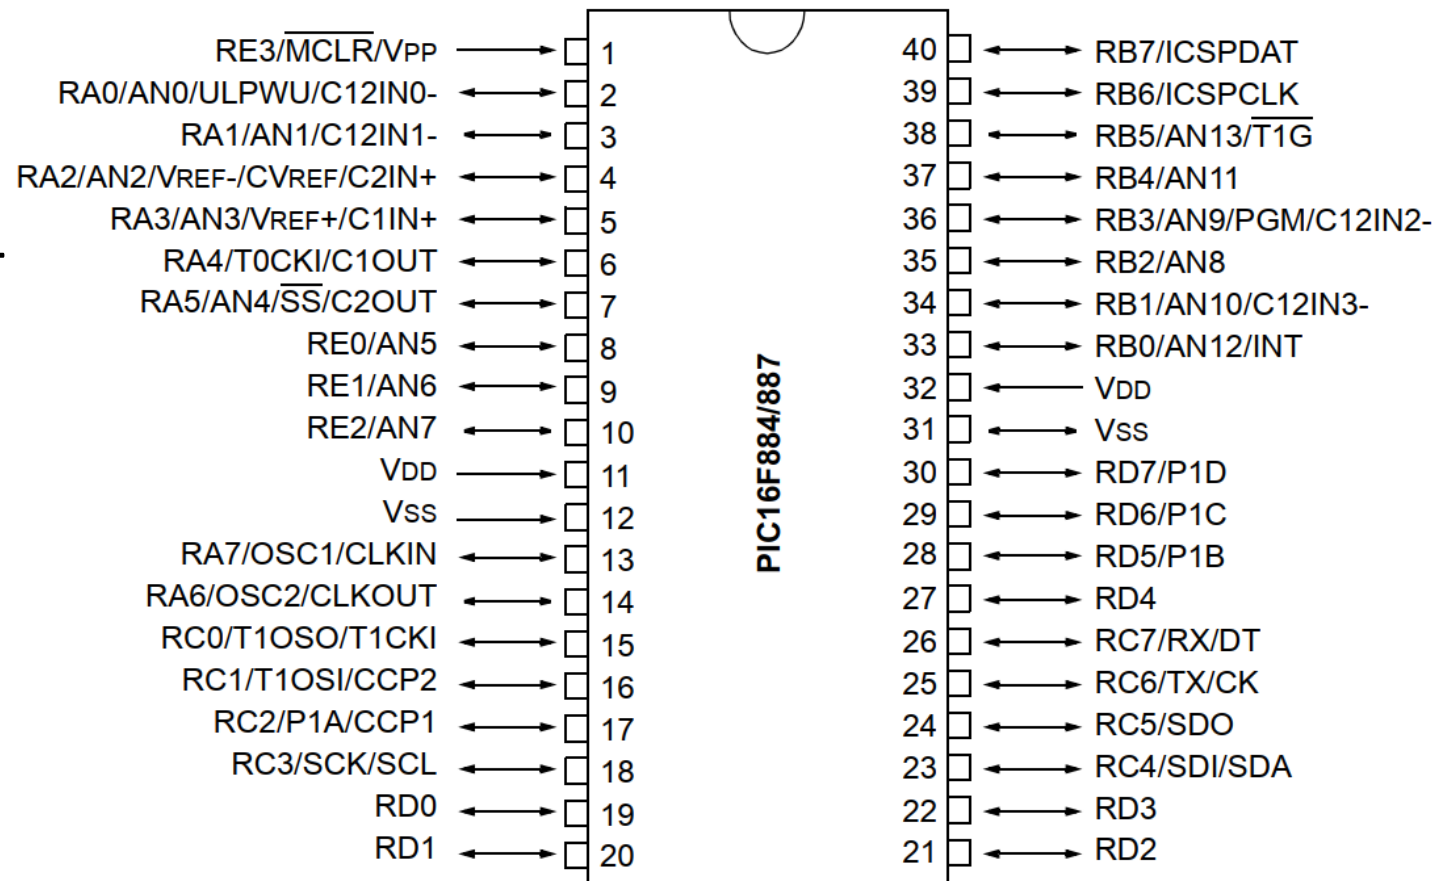 RE3/MCLR/VPP 1 40 RB7/ICSPDAT
RA0/AN0/ULPWU/C12IN0- 2 39 RB6/ICSPCLK
RA1/AN1/C12IN1- 3 38 RB5/AN13/T1G
RA2/AN2/VREF-/CVREF/C2IN+ 4 37 RB4/AN11
RA3/AN3/VREF+/C1IN+ 5 36 RB3/AN9/PGM/C12IN2-
RA4/T0CKI/C1OUT 6 35 RB2/AN8
RA5/AN4/SS/C2OUT 7 34 RB1/AN10/C12IN3-
RE0/AN5 8 33 RB0/AN12/INT
RE1/AN6 9 32 VDD
RE2/AN7 10 31 VSS
VDD 11 30 RD7/P1D
VSS 12 29 RD6/P1C
RA7/OSC1/CLKIN 13 28 RD5/P1B
RA6/OSC2/CLKOUT 14 27 RD4
RC0/T1OSO/T1CKI 15 26 RC7/RX/DT
RC1/T1OSI/CCP2 16 25 RC6/TX/CK
RC2/P1A/CCP1 17 24 RC5/SDO
RC3/SCK/SCL 18 23 RC4/SDI/SDA
RD0 19 22 RD3
RD1 20 21 RD2
PIC16F884/887